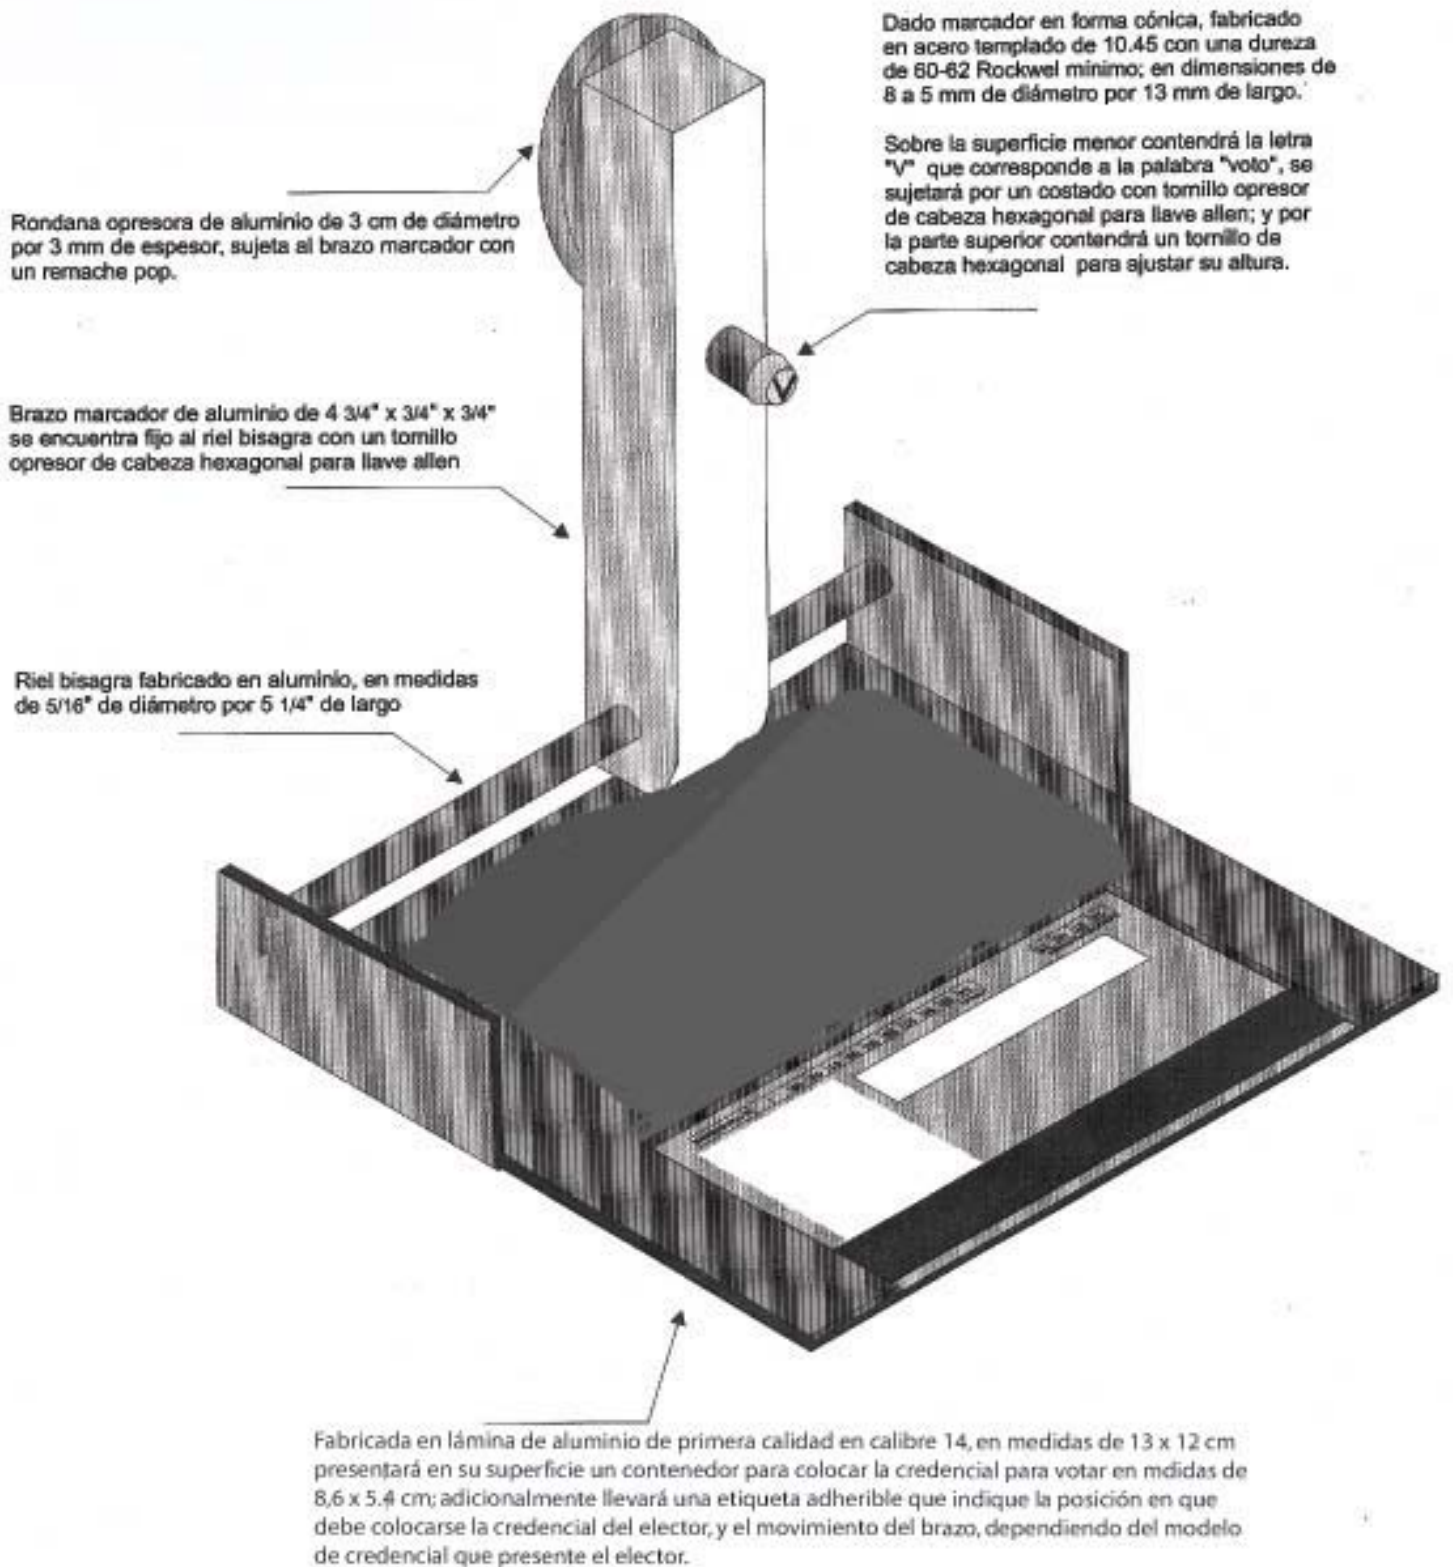 Dado marcador en forma cónica, fabricado
en acero templado de 10.45 con una dureza
de 60-62 Rockwel minimo; en dimensiones de
8 a 5 mm de diámetro por 13 mm de largo.
Sobre la superficie menor contendrá la letra
"V" que corresponde a la palabra "voto", se
sujetará por un costado con tornillo opresor
de cabeza hexagonal para llave allen; y por
la parte superior contendrá un tornillo de
cabeza hexagonal para ajustar su altura.
Rondana opresora de aluminio de 3 cm de diámetro
por 3 mm de espesor, sujeta al brazo marcador con
un remache pop.
V
Brazo marcador de aluminio de 4 3/4" x 3/4" x 3/4"
se encuentra fijo al riel bisagra con un tornillo
opresor de cabeza hexagonal para llave allen
Riel bisagra fabricado en aluminio, en medidas
de 5/16" de diámetro por 5 1/4" de largo
Fabricada en lámina de aluminio de primera calidad en calibre 14, en medidas de 13 x 12 cm
presentará en su superficie un contenedor para colocar la credencial para votar en mdidas de
8,6 x 5.4 cm; adicionalmente llevará una etiqueta adherible que indique la posición en que
debe colocarse la credencial del elector, y el movimiento del brazo, dependiendo del modelo
de credencial que presente el elector.